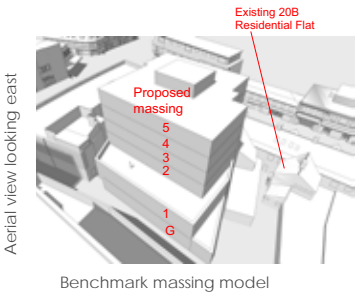 Existing 20B
Residential Flat
Proposed
massing
5
4
3
2
1
G
Aerial view looking east
Benchmark massing model